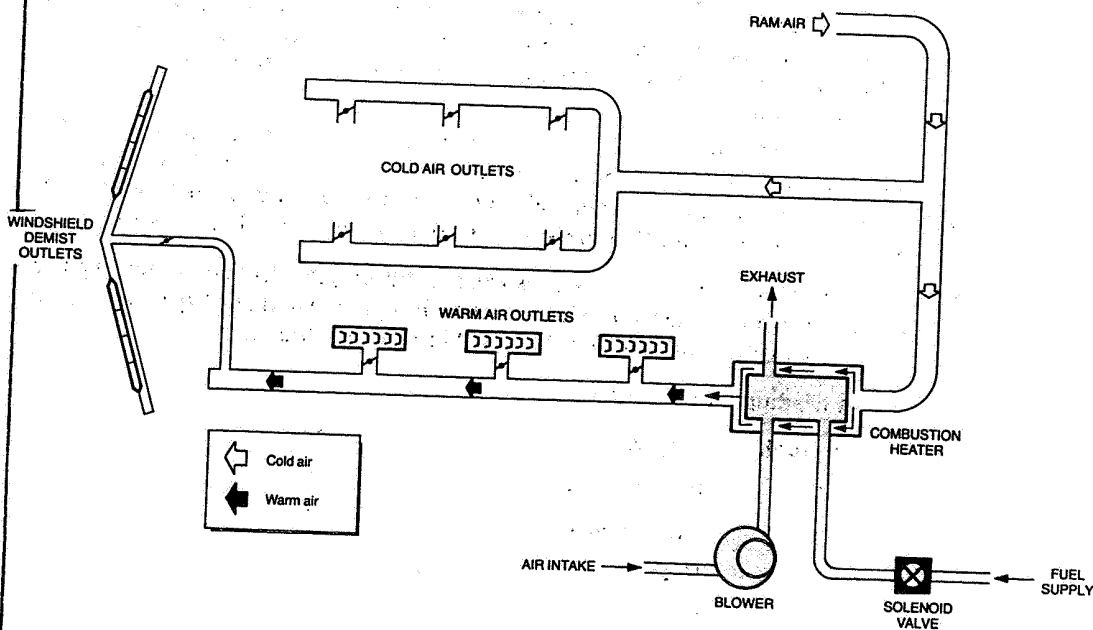 RAM AIR
COLD AIR OUTLETS
WINDSHIELD
DEMIST
OUTLETS
EXHAUST
WARM AIR OUTLETS
COMBUSTION
HEATER
Cold air
Warm air
AIR INTAKE
BLOWER
SOLENOID
VALVE
FUEL
SUPPLY